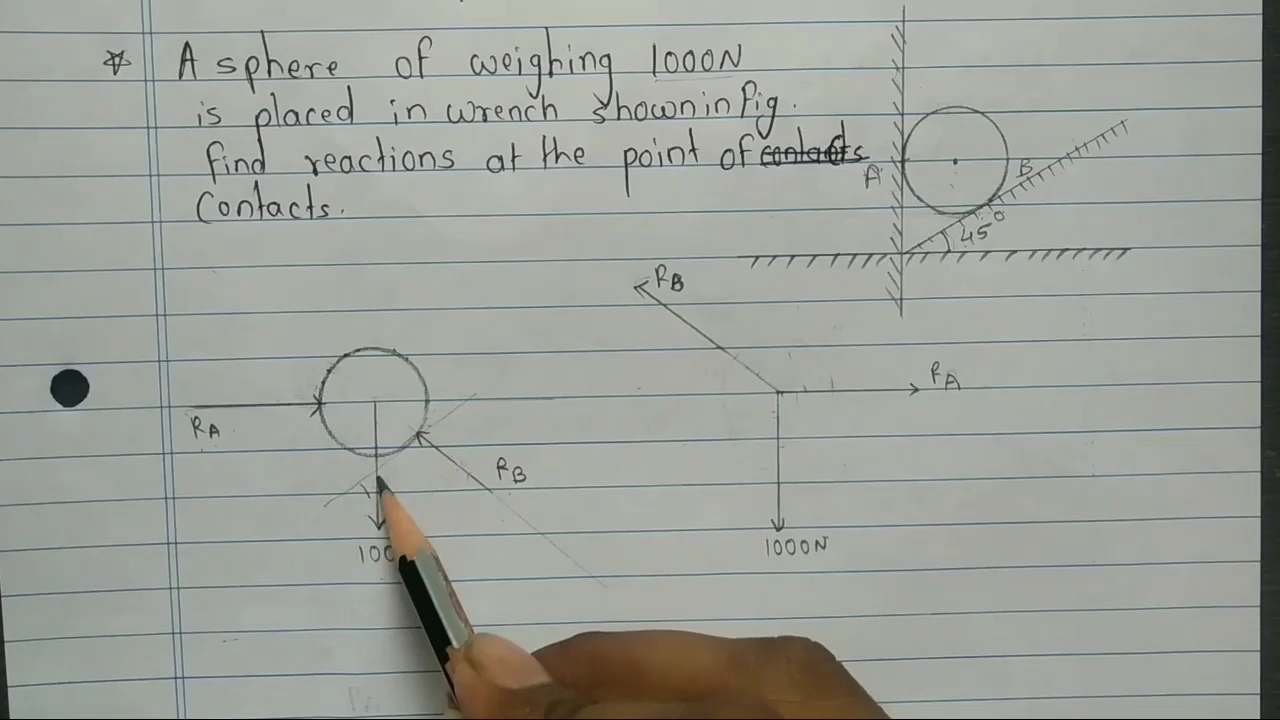 A sphere of weighing 1000N
is placed in wrench shown in fig.
find reactions at the point of
Contacts.
A
B
45°
RB
RA
1000N
RA
RB
100